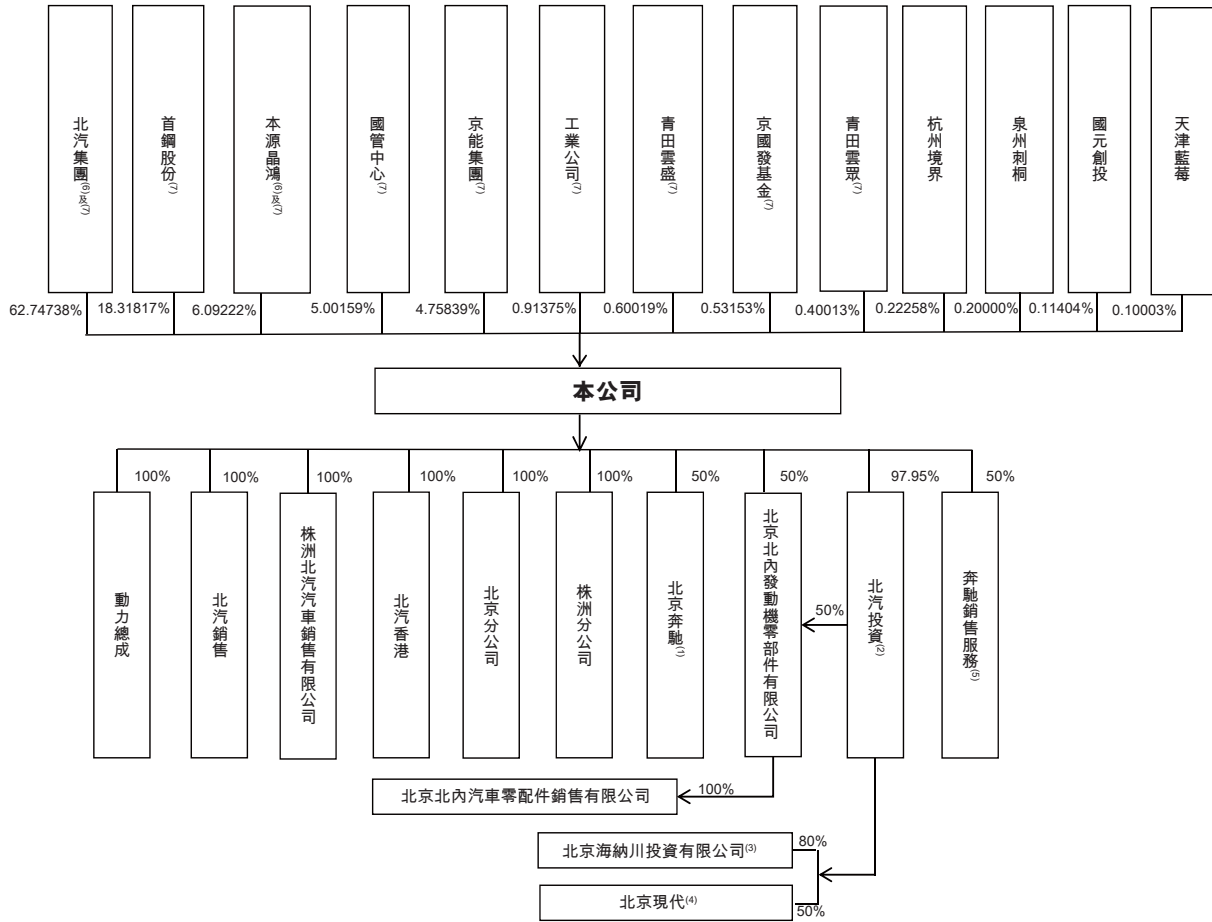 北汽集團(6)及(7)
首鋼股份(7)
本源晶鴻(6)及(7)
國管中心(7)
京能集團(7)
工業公司(7)
青田雲盛(7)
京國發基金(7)
青田雲眾(7)
杭州境界
泉州刺桐
國元創投
天津藍莓
62.74738%
18.31817%
6.09222%
5.00159%
4.75839%
0.91375%
0.60019%
0.53153%
0.40013%
0.22258%
0.20000%
0.11404%
0.10003%
本公司
100%
100%
100%
100%
100%
100%
50%
50%
97.95%
50%
動力總成
北汽銷售
株洲北汽汽車銷售有限公司
北汽香港
北京分公司
株洲分公司
北京奔馳(1)
北京北內發動機零部件有限公司
50%
北汽投資(2)
奔馳銷售服務(5)
北京北內汽車零配件銷售有限公司
100%
北京海納川投資有限公司(3)
80%
北京現代(4)
50%